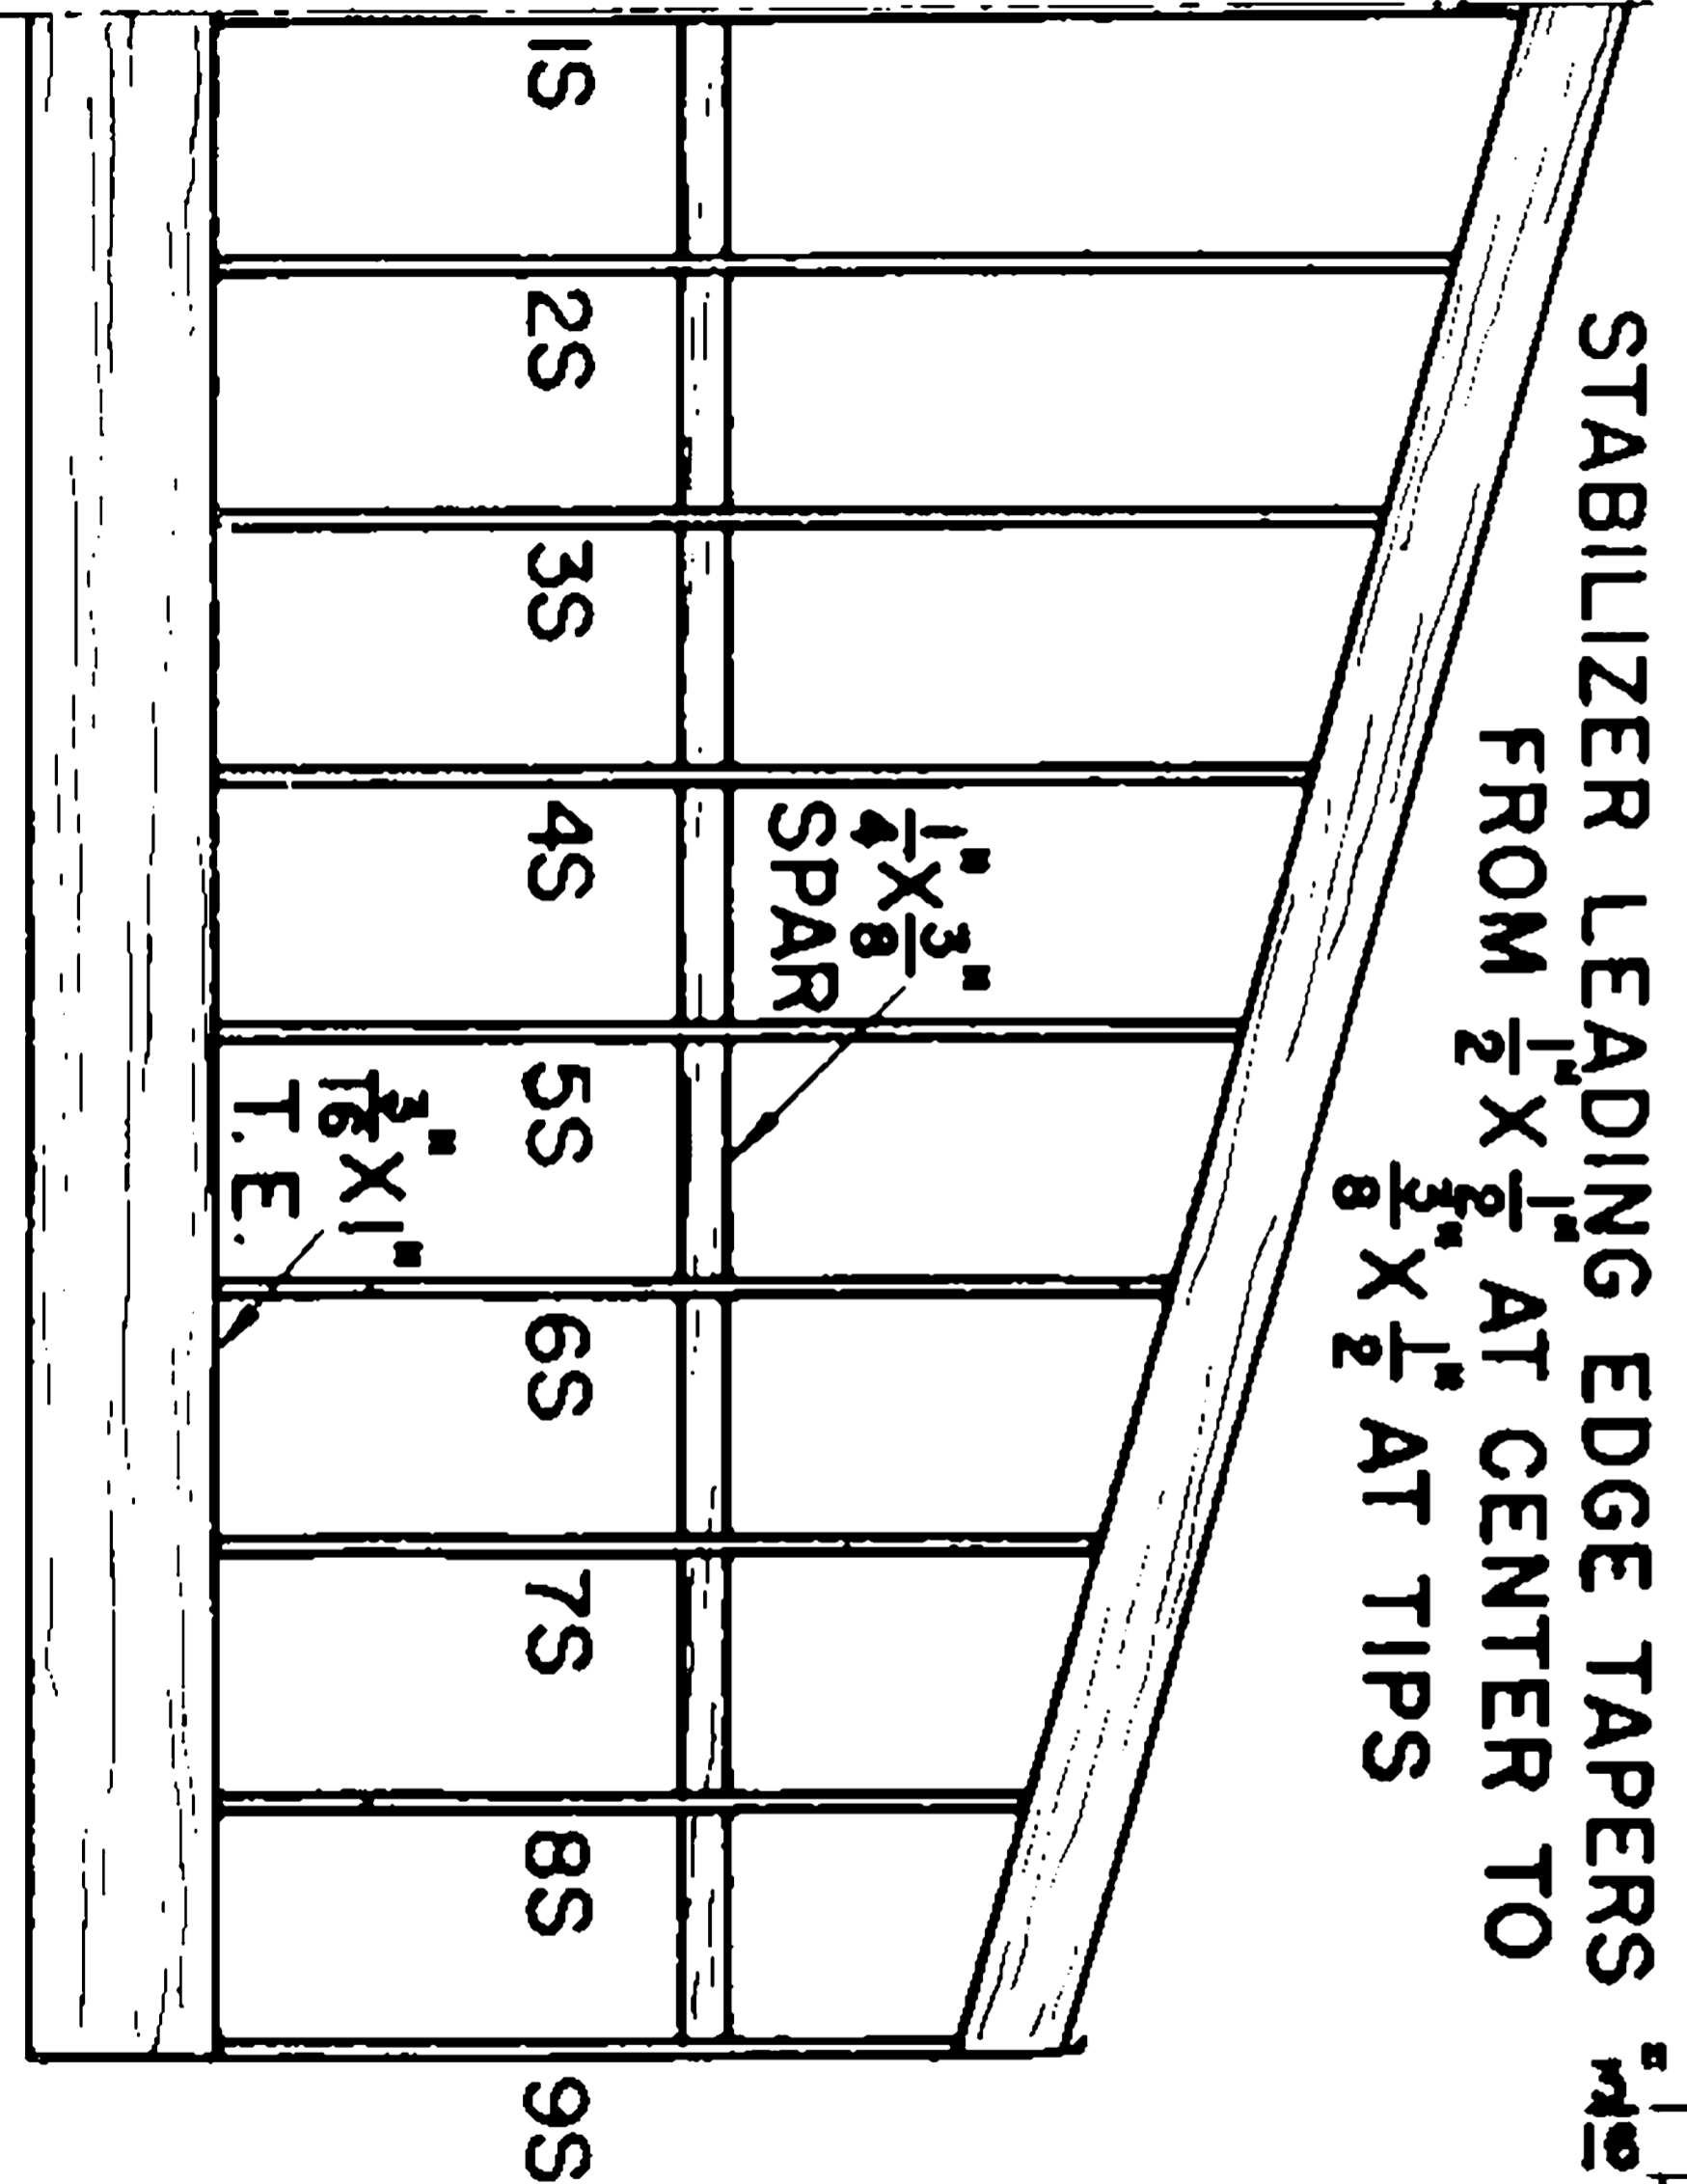 STABILIZER LEADING EDGE TAPERS
FROM 1/2" X 1/2" AT CENTER TO
3/8" X 1/2" AT TIPS
1/4" X 3/8"
SPAR
1S 2S 3S 4S 5S 6S 7S 8S 9S
3/16" X 1"
T.E.